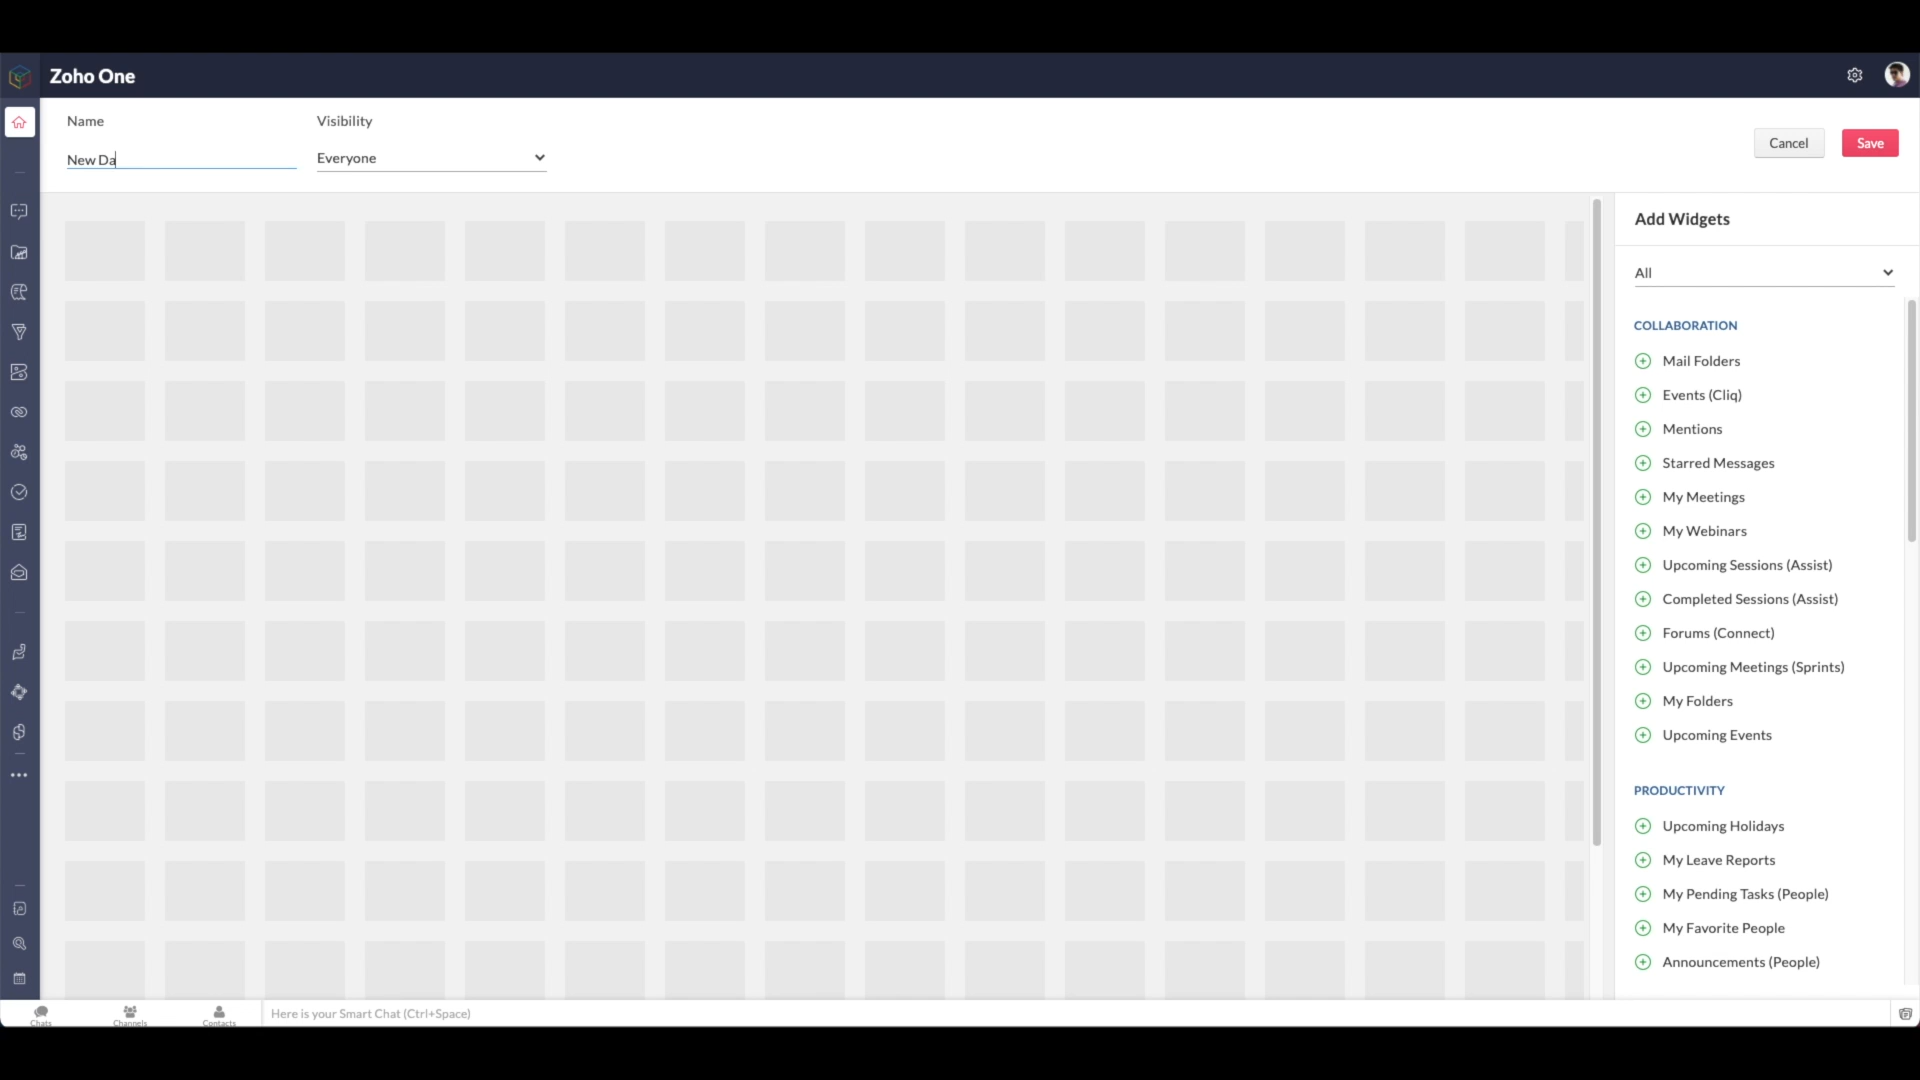 Zoho One
Name
Visibility
New Da
Everyone
Cancel
Save
Add Widgets
All
COLLABORATION
Mail Folders
Events (Cliq)
Mentions
Starred Messages
My Meetings
My Webinars
Upcoming Sessions (Assist)
Completed Sessions (Assist)
Forums (Connect)
Upcoming Meetings (Sprints)
My Folders
Upcoming Events
PRODUCTIVITY
Upcoming Holidays
My Leave Reports
My Pending Tasks (People)
My Favorite People
Announcements (People)
Chats
Channels
Contacts
Here is your Smart Chat (Ctrl+Space)